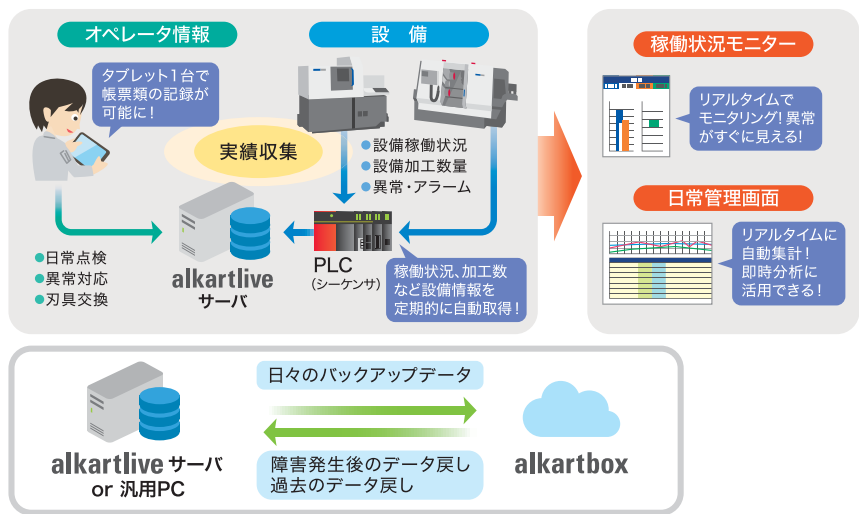 オペレータ情報
タブレット1台で
帳票類の記録が
可能に!
設 備
実績収集
●設備稼働状況
●設備加工数量
●異常・アラーム
●日常点検
●異常対応
●刃具交換
alkartlive
サーバ
PLC
(シーケンサ)
稼働状況、加工数
など設備情報を
定期的に自動取得!
稼働状況モニター
リアルタイムで
モニタリング!異常
がすぐに見える!
日常管理画面
リアルタイムに
自動集計!
即時分析に
活用できる!
alkartlive サーバ
or 汎用PC
日々のバックアップデータ
障害発生後のデータ戻し
過去のデータ戻し
alkartbox